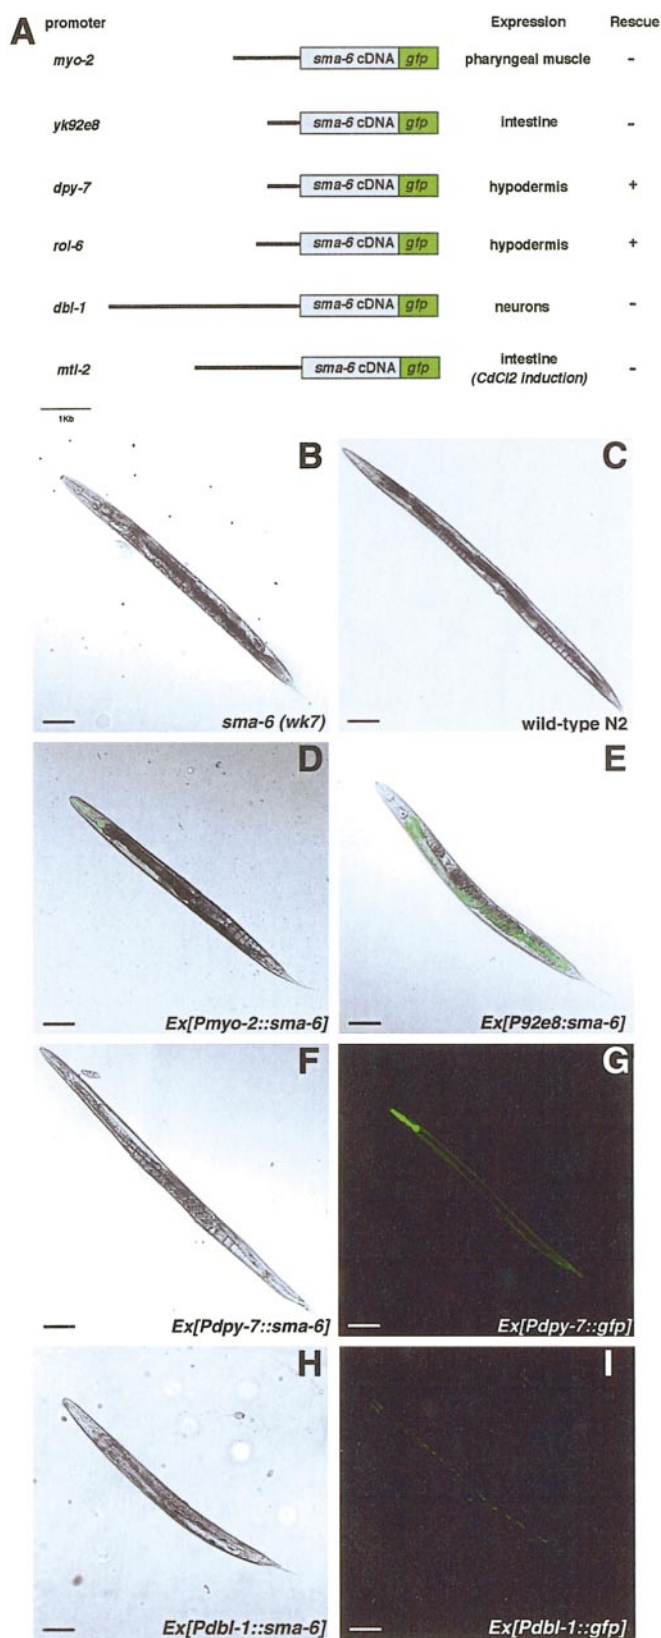 A
promoter Expression Rescue
myo-2 sma-6 cDNA gfp pharyngeal muscle -
yk92e8 sma-6 cDNA gfp intestine -
dpy-7 sma-6 cDNA gfp hypodermis +
rol-6 sma-6 cDNA gfp hypodermis +
dbl-1 sma-6 cDNA gfp neurons -
mtl-2 sma-6 cDNA gfp intestine -
(CdCl2 induction)
1Kb
B
sma-6 (wk7)
C
wild-type N2
D
Ex[Pmyo-2::sma-6]
E
Ex[P92e8:sma-6]
F
Ex[Pdpy-7::sma-6]
G
Ex[Pdpy-7::gfp]
H
Ex[Pdbl-1::sma-6]
I
Ex[Pdbl-1::gfp]